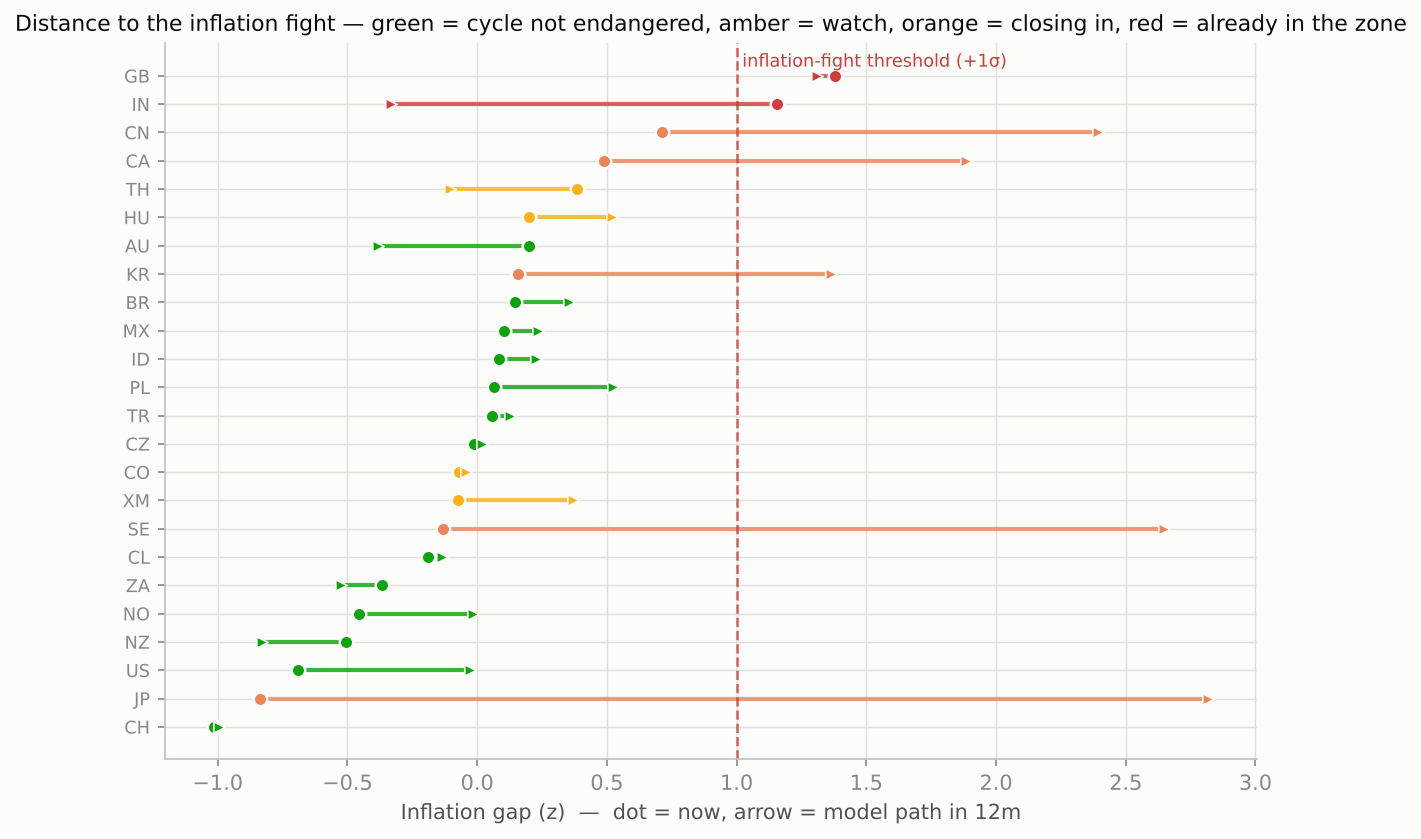 Distance to the inflation fight — green = cycle not endangered, amber = watch, orange = closing in, red = already in the zone
inflation-fight threshold (+1σ)
GB
IN
CN
CA
TH
HU
AU
KR
BR
MX
ID
PL
TR
CZ
CO
XM
SE
CL
ZA
NO
NZ
US
JP
CH
−1.0 −0.5 0.0 0.5 1.0 1.5 2.0 2.5 3.0
Inflation gap (z) — dot = now, arrow = model path in 12m